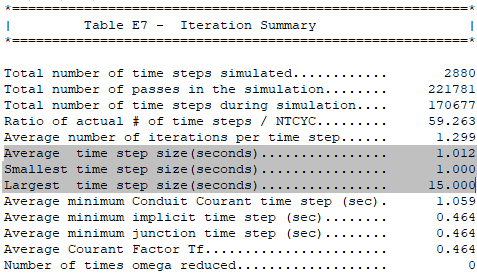 *=================================================*
| Table E7 - Iteration Summary |
*=================================================*
Total number of time steps simulated............ 2880
Total number of passes in the simulation........ 221781
Total number of time steps during simulation.... 170677
Ratio of actual # of time steps / NTCYC......... 59.263
Average number of iterations per time step...... 1.299
Average time step size(seconds)................ 1.012
Smallest time step size(seconds)................ 1.000
Largest time step size(seconds)................ 15.000
Average minimum Conduit Courant time step (sec). 1.059
Average minimum implicit time step (sec)........ 0.464
Average minimum junction time step (sec)........ 0.464
Average Courant Factor Tf....................... 0.464
Number of times omega reduced................... 0